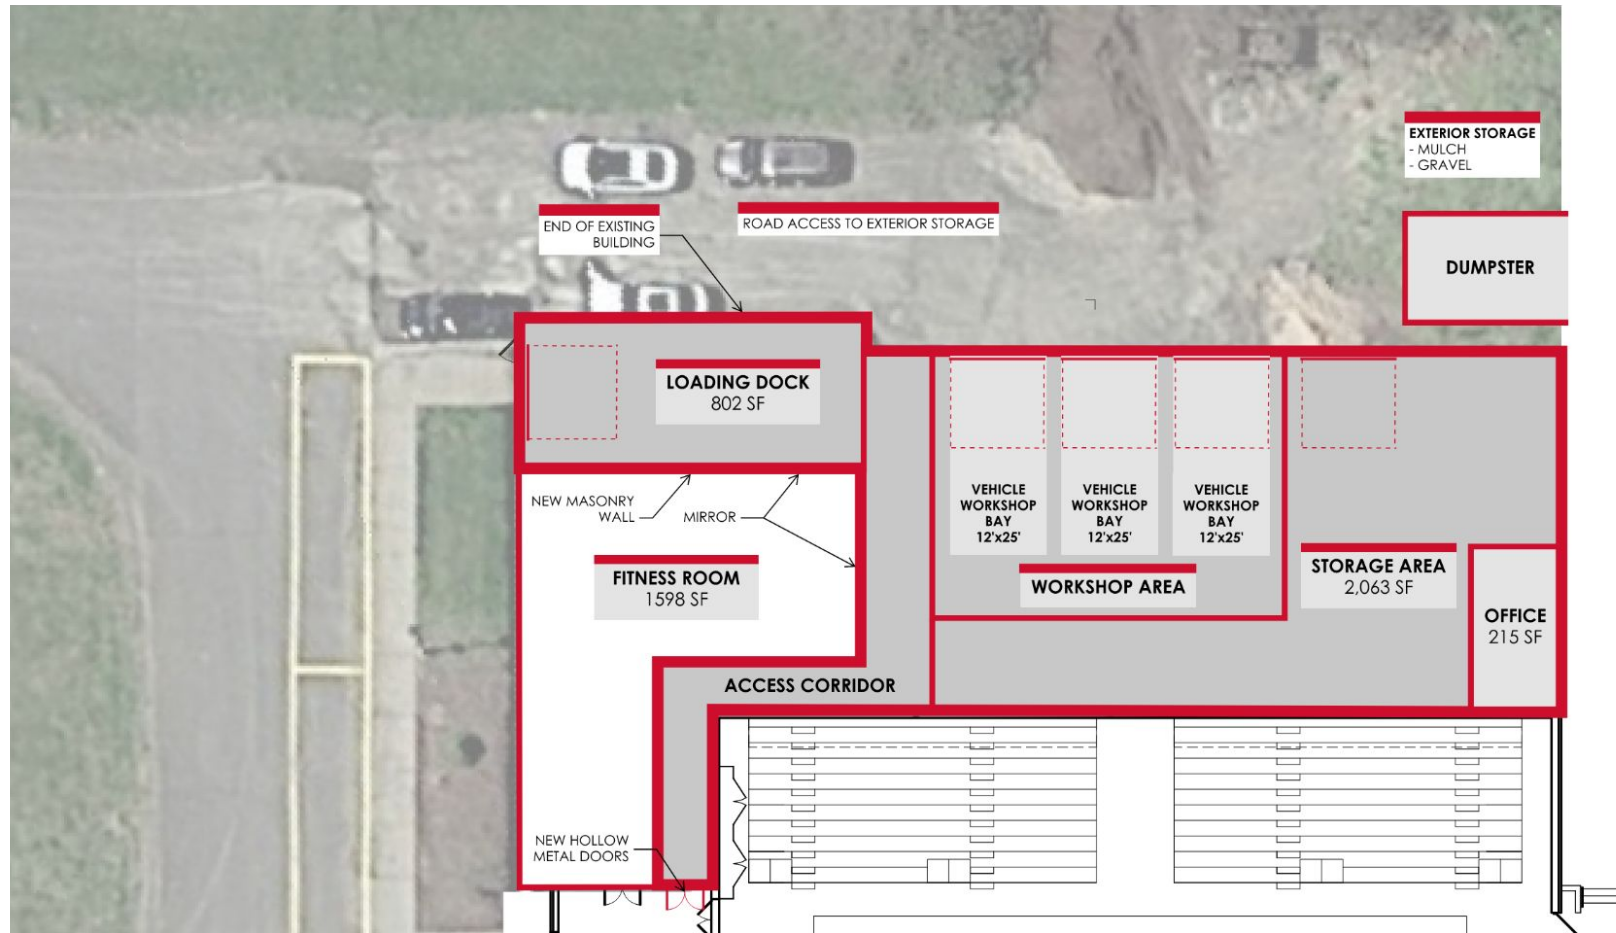 EXTERIOR STORAGE
- MULCH
- GRAVEL
END OF EXISTING
BUILDING
ROAD ACCESS TO EXTERIOR STORAGE
DUMPSTER
LOADING DOCK
802 SF
NEW MASONRY
WALL
MIRROR
VEHICLE
WORKSHOP
BAY
12'x25'
VEHICLE
WORKSHOP
BAY
12'x25'
VEHICLE
WORKSHOP
BAY
12'x25'
FITNESS ROOM
1598 SF
WORKSHOP AREA
STORAGE AREA
2,063 SF
OFFICE
215 SF
ACCESS CORRIDOR
NEW HOLLOW
METAL DOORS